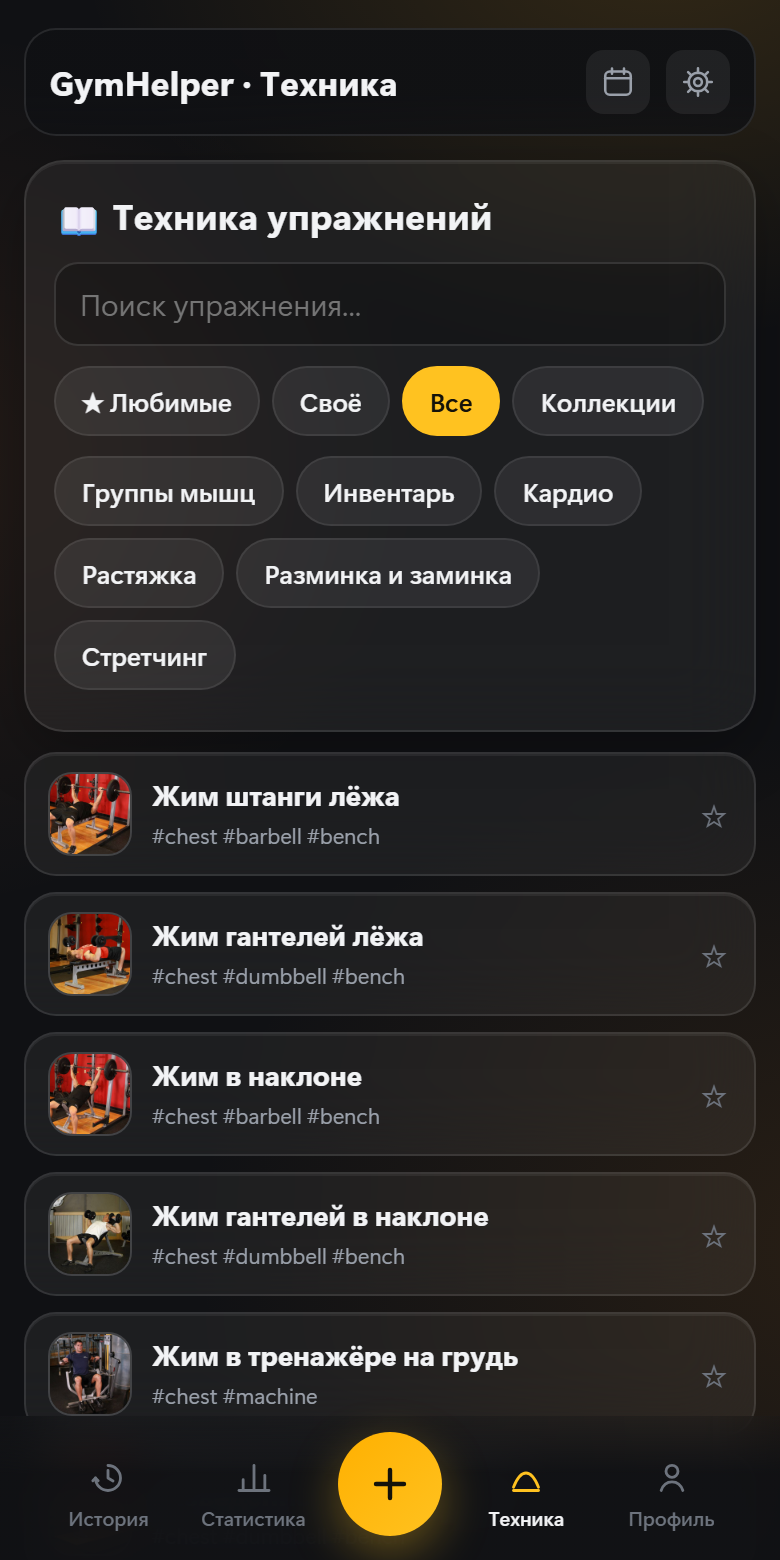 GymHelper · Техника
📖 Техника упражнений
Поиск упражнения...
★ Любимые
Своё
Все
Коллекции
Группы мышц
Инвентарь
Кардио
Растяжка
Разминка и заминка
Стретчинг
Жим штанги лёжа
#chest #barbell #bench
Жим гантелей лёжа
#chest #dumbbell #bench
Жим в наклоне
#chest #barbell #bench
Жим гантелей в наклоне
#chest #dumbbell #bench
Жим в тренажёре на грудь
#chest #machine
История
Статистика
Техника
Профиль